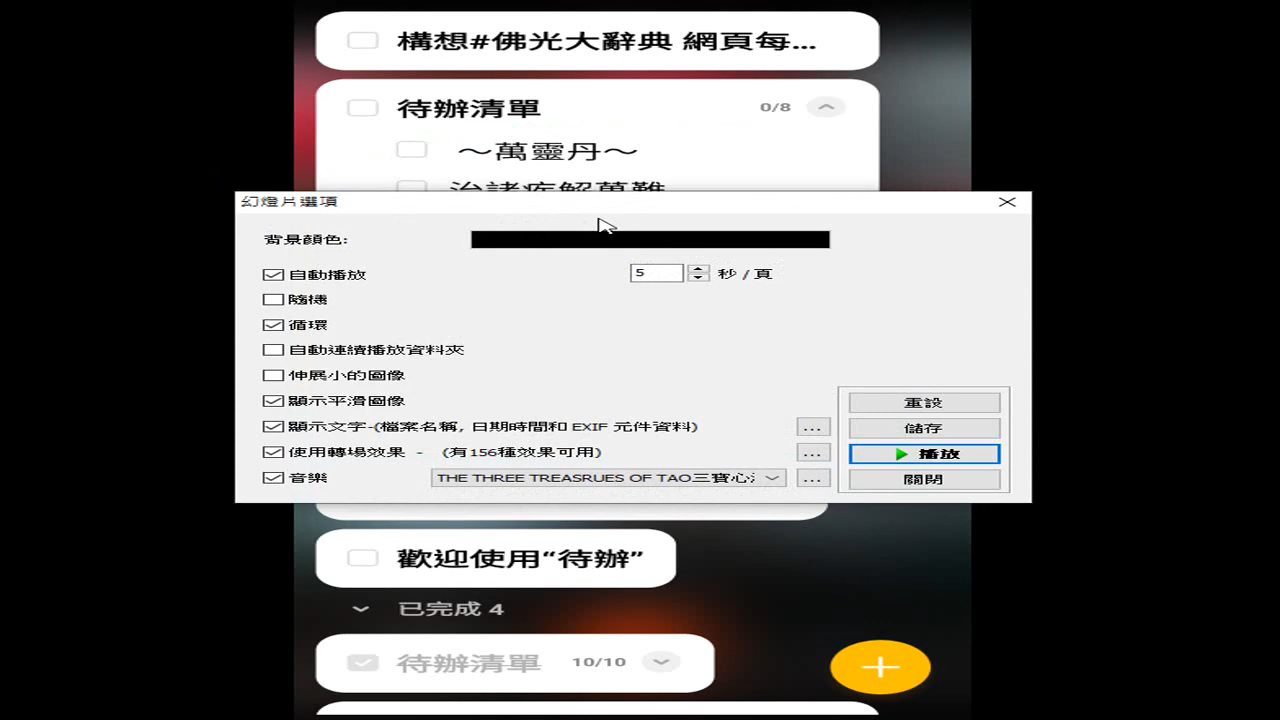 構想#佛光大辭典 網頁每...
待辦清單 0/8
～萬靈丹～
治諸疾解萬難
幻燈片選項
背景顏色:
自動播放 5 秒 / 頁
隨機
循環
自動連續播放資料夾
伸展小的圖像
顯示平滑圖像
重設
顯示文字-(檔案名稱, 日期時間和 EXIF 元件資料) ...
儲存
使用轉場效果 - (有156種效果可用) ...
播放
音樂 THE THREE TREASRUES OF TAO三寶心 ...
關閉
歡迎使用“待辦”
已完成 4
待辦清單 10/10